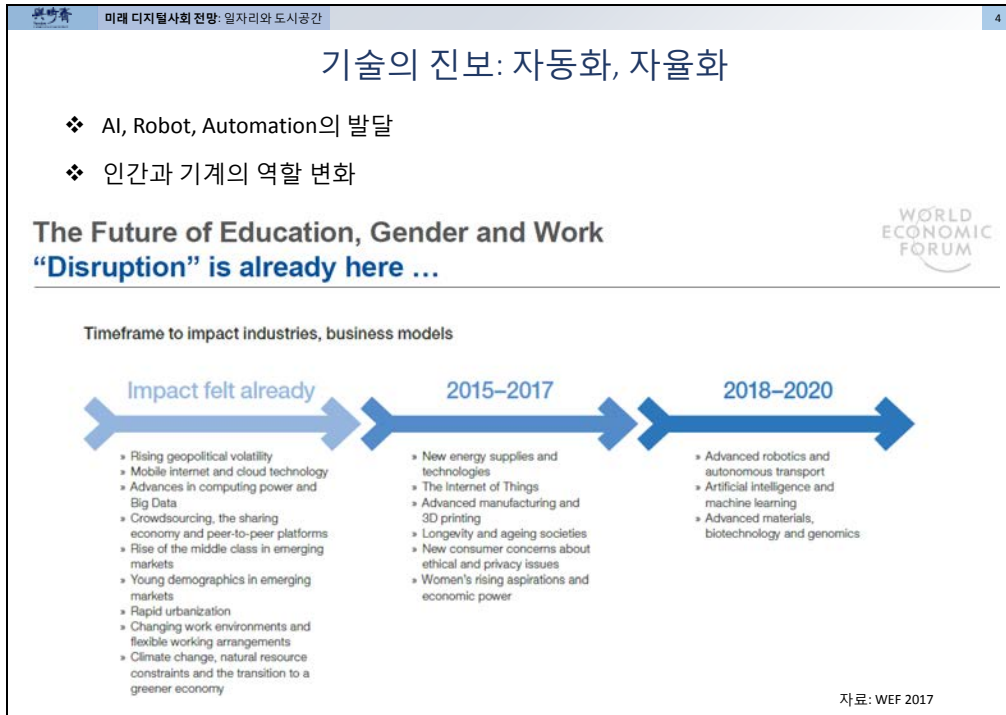 미래 디지털사회 전망: 일자리와 도시공간
4
기술의 진보: 자동화, 자율화
❖ AI, Robot, Automation의 발달
❖ 인간과 기계의 역할 변화
WORLD
ECONOMIC
FORUM
The Future of Education, Gender and Work
“Disruption” is already here …
Timeframe to impact industries, business models
Impact felt already
» Rising geopolitical volatility
» Mobile internet and cloud technology
» Advances in computing power and
Big Data
» Crowdsourcing, the sharing
economy and peer-to-peer platforms
» Rise of the middle class in emerging
markets
» Young demographics in emerging
markets
» Rapid urbanization
» Changing work environments and
flexible working arrangements
» Climate change, natural resource
constraints and the transition to a
greener economy
2015–2017
» New energy supplies and
technologies
» The Internet of Things
» Advanced manufacturing and
3D printing
» Longevity and ageing societies
» New consumer concerns about
ethical and privacy issues
» Women's rising aspirations and
economic power
2018–2020
» Advanced robotics and
autonomous transport
» Artificial intelligence and
machine learning
» Advanced materials,
biotechnology and genomics
자료: WEF 2017